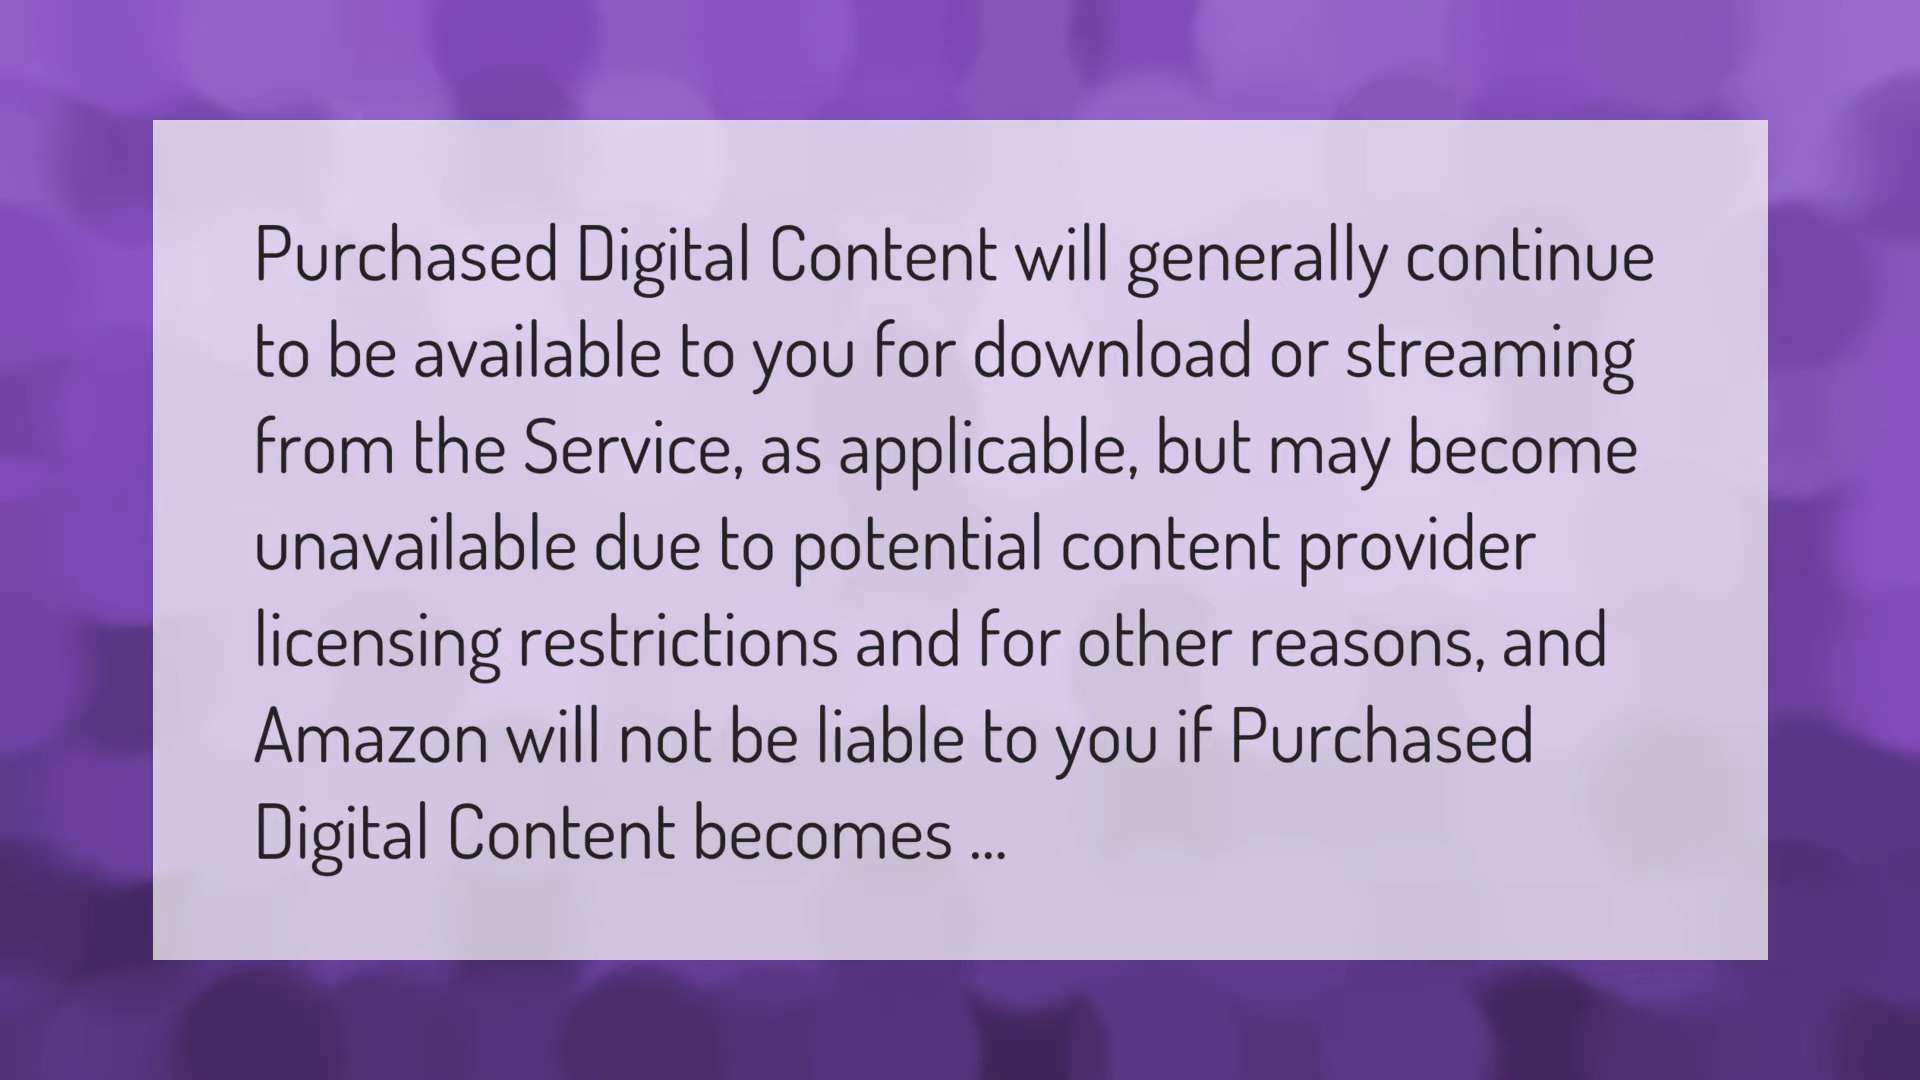 Purchased Digital Content will generally continue
to be available to you for download or streaming
from the Service, as applicable, but may become
unavailable due to potential content provider
licensing restrictions and for other reasons, and
Amazon will not be liable to you if Purchased
Digital Content becomes ...